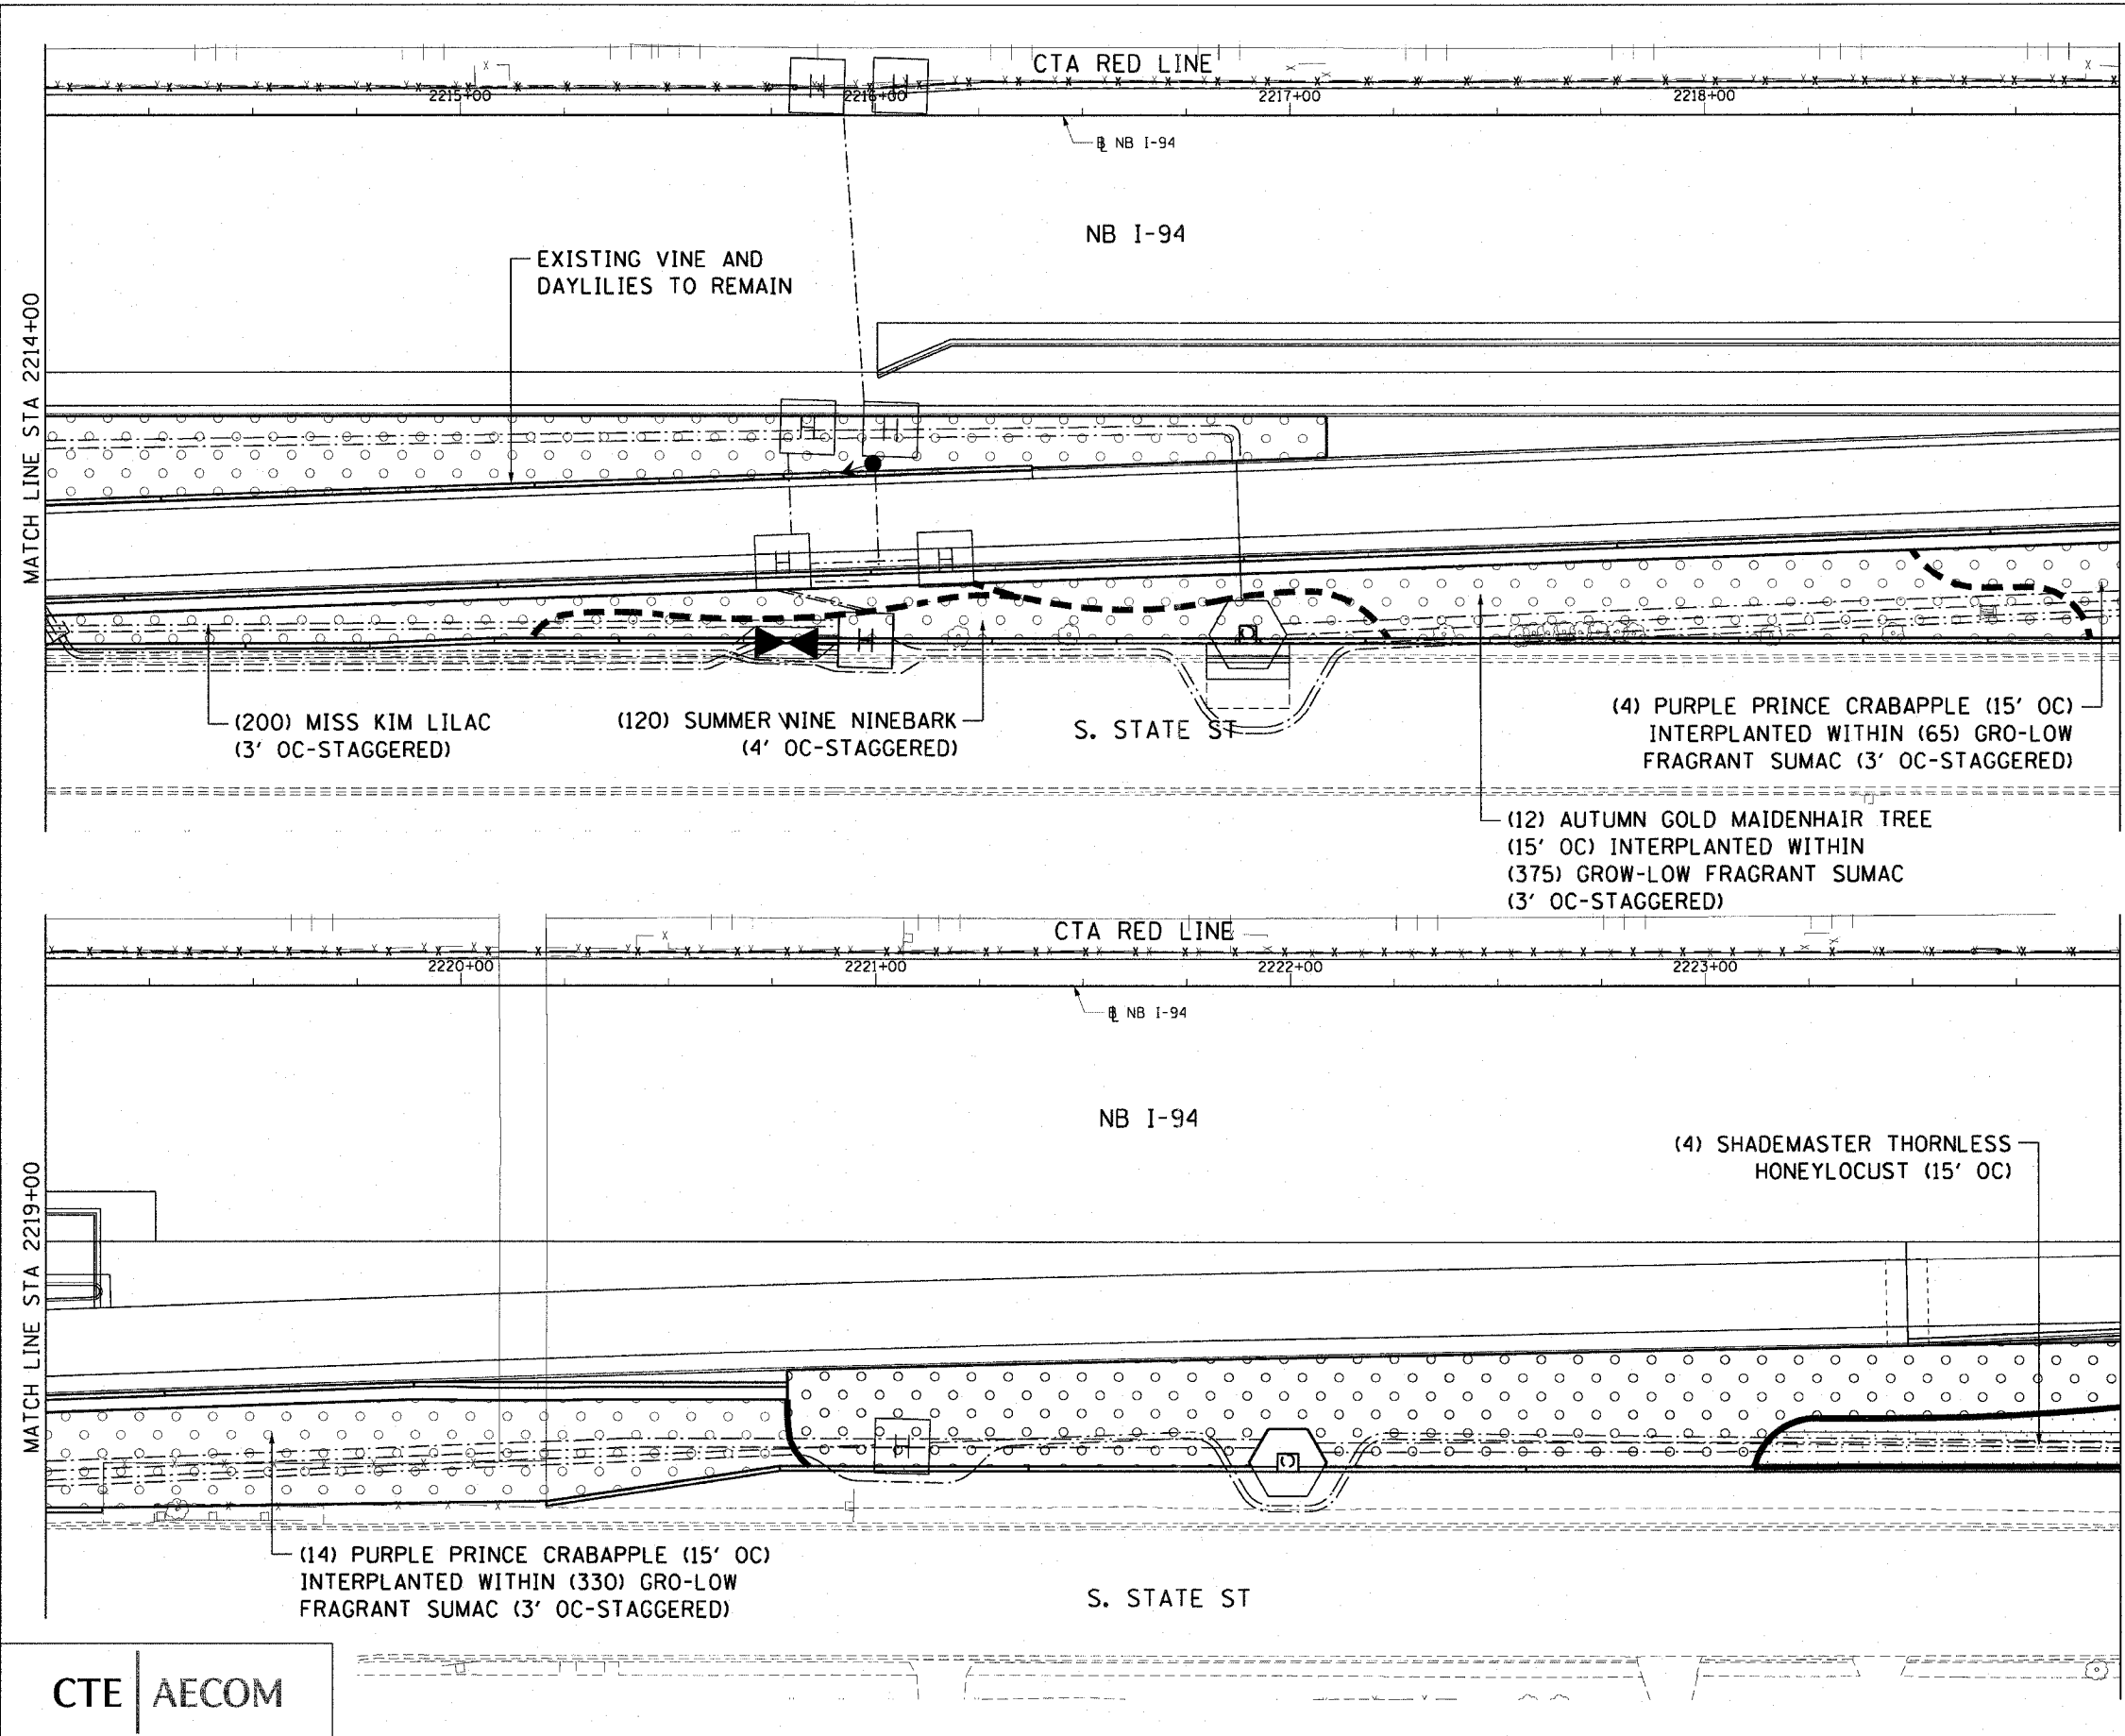 CTA RED LINE
2215+00
2216+00
2217+00
2218+00
℄ NB I-94
NB I-94
EXISTING VINE AND
DAYLILIES TO REMAIN
MATCH LINE STA 2214+00
(200) MISS KIM LILAC
(3' OC-STAGGERED)
(120) SUMMER WINE NINEBARK
(4' OC-STAGGERED)
S. STATE ST
(4) PURPLE PRINCE CRABAPPLE (15' OC)
INTERPLANTED WITHIN (65) GRO-LOW
FRAGRANT SUMAC (3' OC-STAGGERED)
(12) AUTUMN GOLD MAIDENHAIR TREE
(15' OC) INTERPLANTED WITHIN
(375) GROW-LOW FRAGRANT SUMAC
(3' OC-STAGGERED)
CTA RED LINE
2220+00
2221+00
2222+00
2223+00
℄ NB I-94
NB I-94
(4) SHADEMASTER THORNLESS
HONEYLOCUST (15' OC)
MATCH LINE STA 2219+00
(14) PURPLE PRINCE CRABAPPLE (15' OC)
INTERPLANTED WITHIN (330) GRO-LOW
FRAGRANT SUMAC (3' OC-STAGGERED)
S. STATE ST
CTE | AECOM